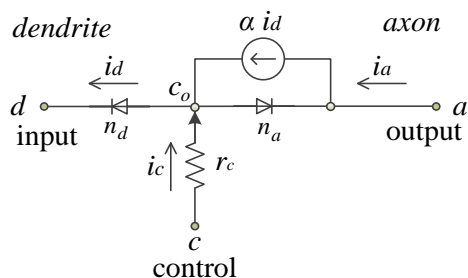 dendrite
α i_d
axon
i_d
c_o
i_a
d
a
input
n_d
n_a
output
i_c
r_c
c
control